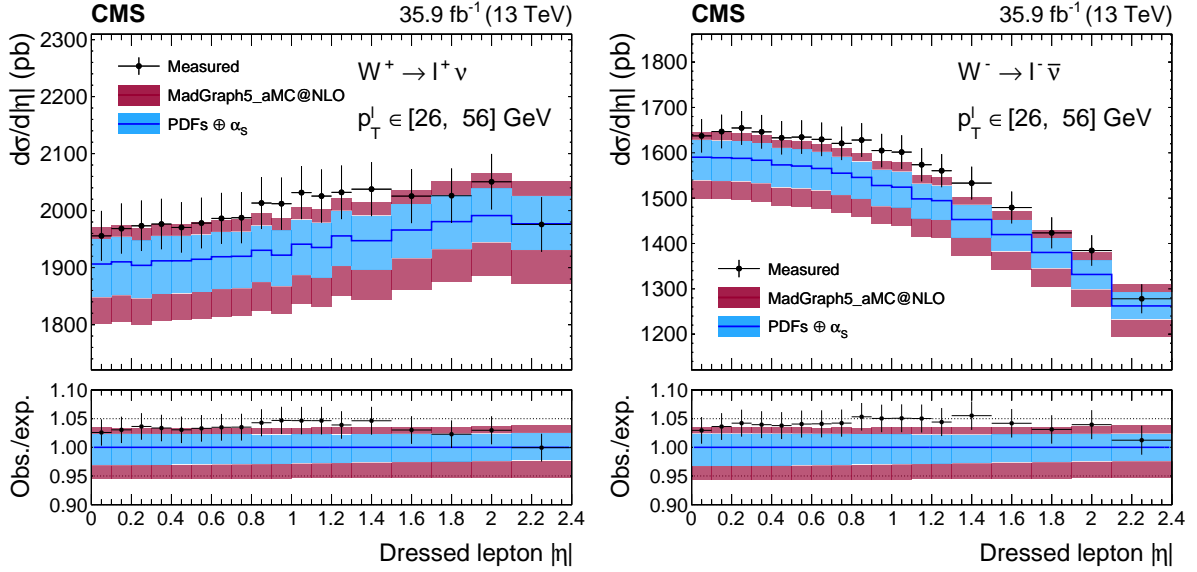 CMS 35.9 fb⁻¹ (13 TeV)
dσ/d|η| (pb)
2300
2200
2100
2000
1900
1800
Measured
MadGraph5_aMC@NLO
PDFs ⊕ αₛ
W⁺ → l⁺ ν
p_T^l ∈ [26, 56] GeV
Obs./exp.
1.10
1.05
1.00
0.95
0.90
0 0.2 0.4 0.6 0.8 1 1.2 1.4 1.6 1.8 2 2.2 2.4
Dressed lepton |η|
CMS 35.9 fb⁻¹ (13 TeV)
dσ/d|η| (pb)
1800
1700
1600
1500
1400
1300
1200
W⁻ → l⁻ ν̄
p_T^l ∈ [26, 56] GeV
Measured
MadGraph5_aMC@NLO
PDFs ⊕ αₛ
Obs./exp.
1.10
1.05
1.00
0.95
0.90
0 0.2 0.4 0.6 0.8 1 1.2 1.4 1.6 1.8 2 2.2 2.4
Dressed lepton |η|